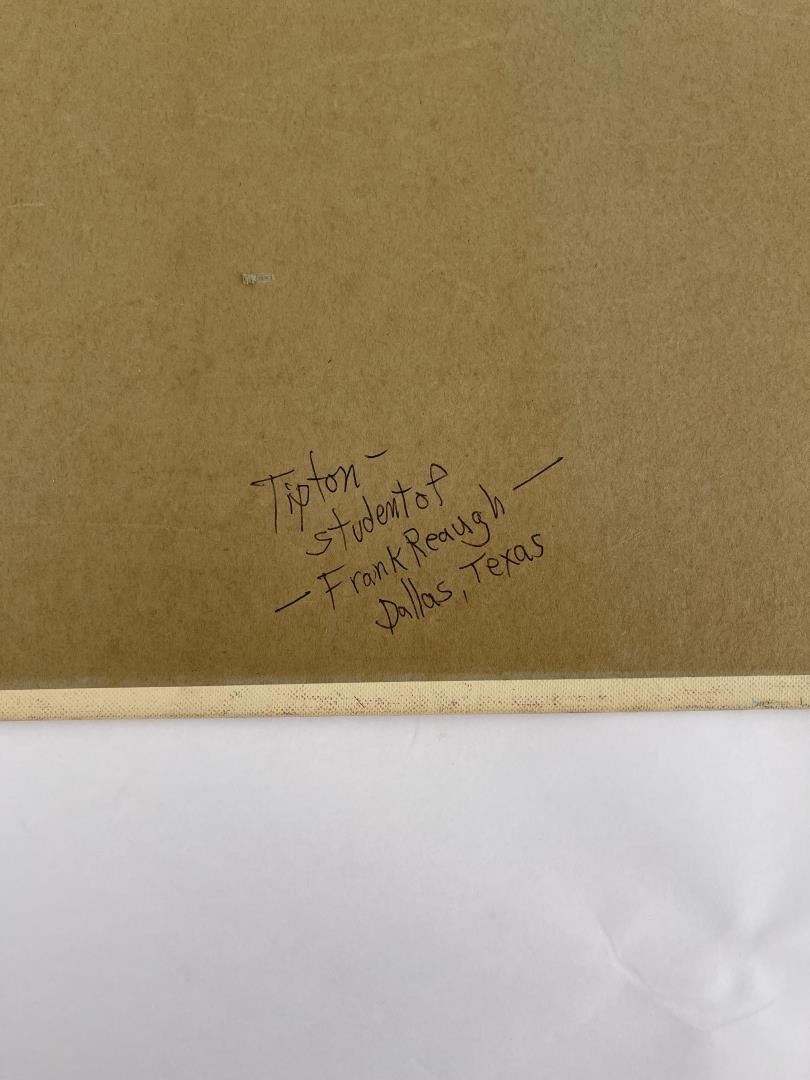 Tipton –
student of
– Frank Reaugh –
Dallas, Texas